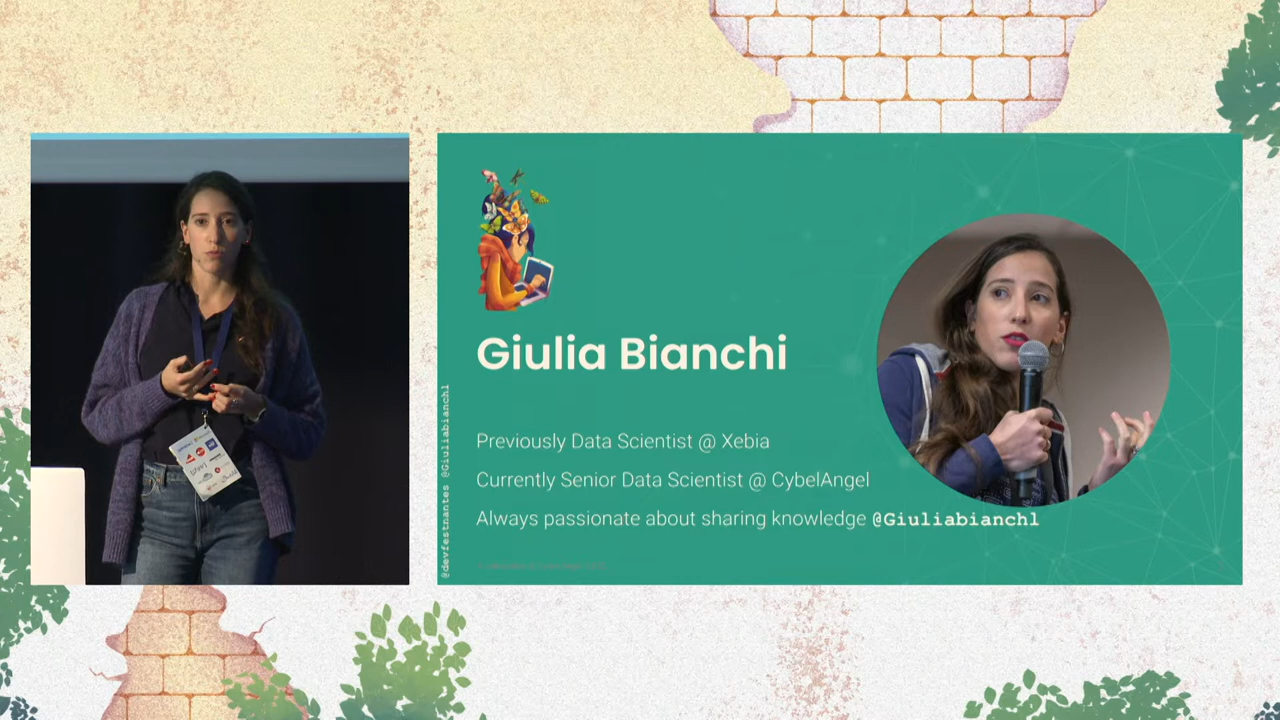 Giulia Bianchi
Previously Data Scientist @ Xebia
Currently Senior Data Scientist @ CybelAngel
Always passionate about sharing knowledge @Giuliabianchl
@devfestnantes @Giuliabianchl